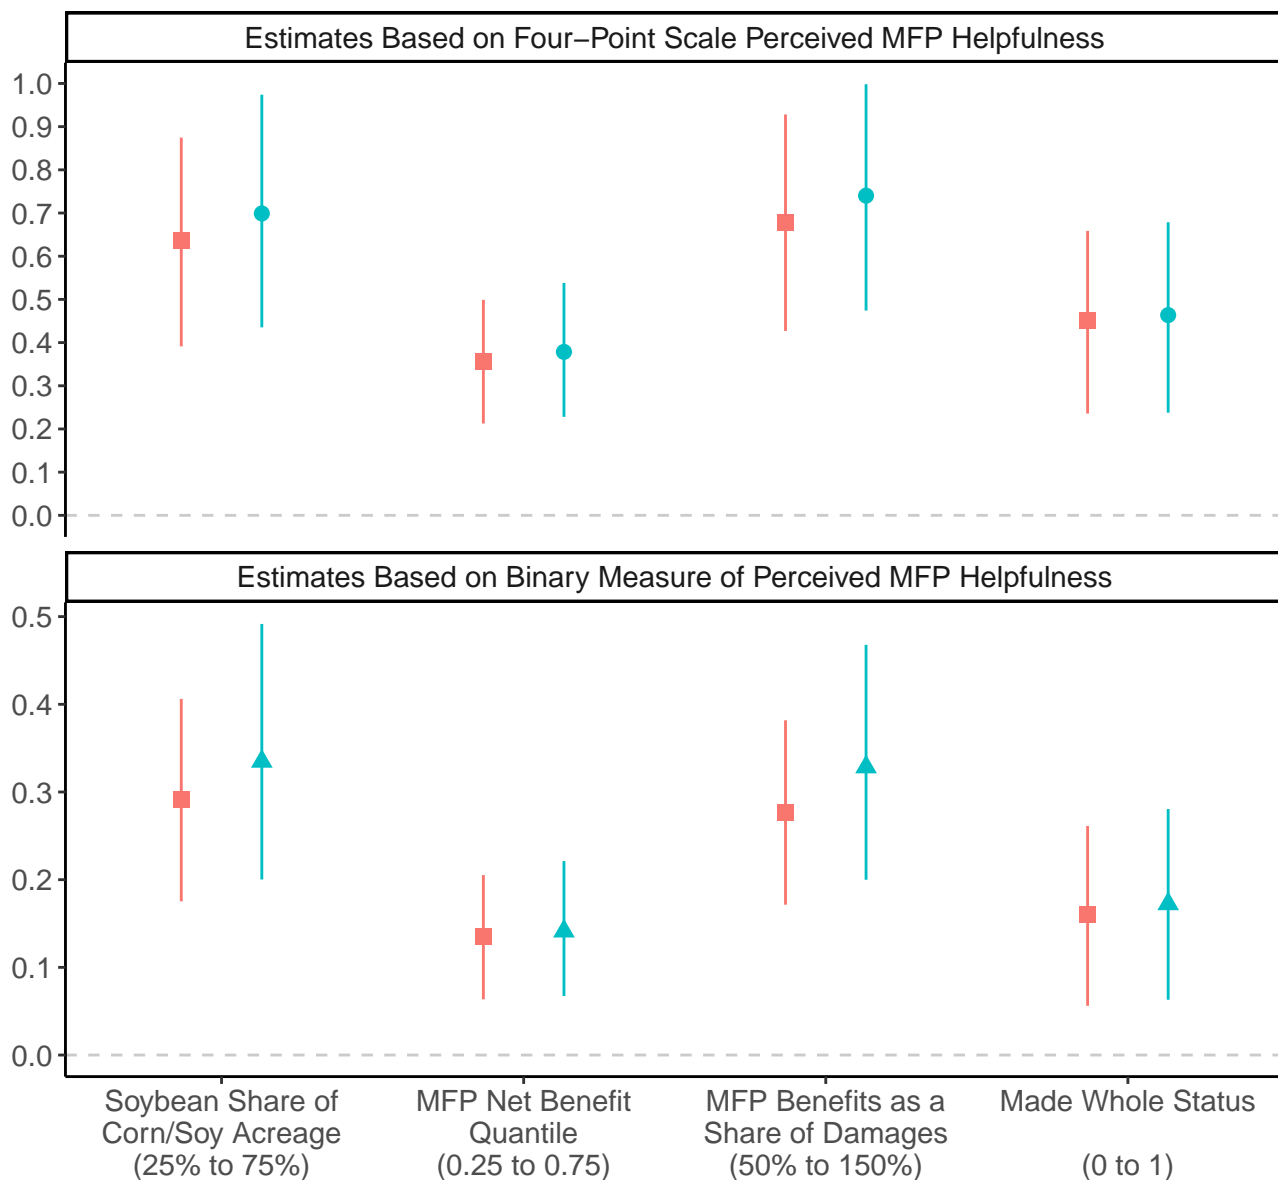 Estimates Based on Four−Point Scale Perceived MFP Helpfulness
1.0
0.9
0.8
0.7
0.6
0.5
0.4
0.3
0.2
0.1
0.0
Estimates Based on Binary Measure of Perceived MFP Helpfulness
0.5
0.4
0.3
0.2
0.1
0.0
Soybean Share of
Corn/Soy Acreage
(25% to 75%)
MFP Net Benefit
Quantile
(0.25 to 0.75)
MFP Benefits as a
Share of Damages
(50% to 150%)
Made Whole Status
(0 to 1)